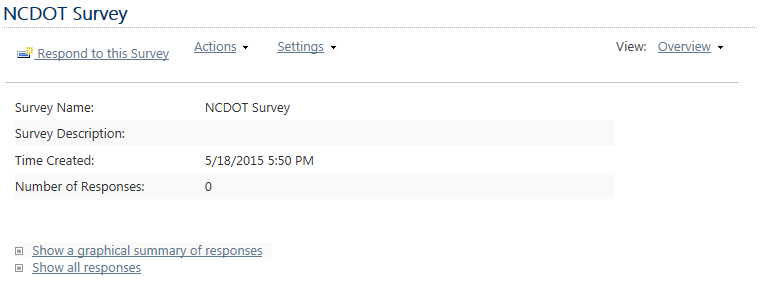 NCDOT Survey
Respond to this Survey Actions Settings View: Overview
Survey Name: NCDOT Survey
Survey Description:
Time Created: 5/18/2015 5:50 PM
Number of Responses: 0
Show a graphical summary of responses
Show all responses